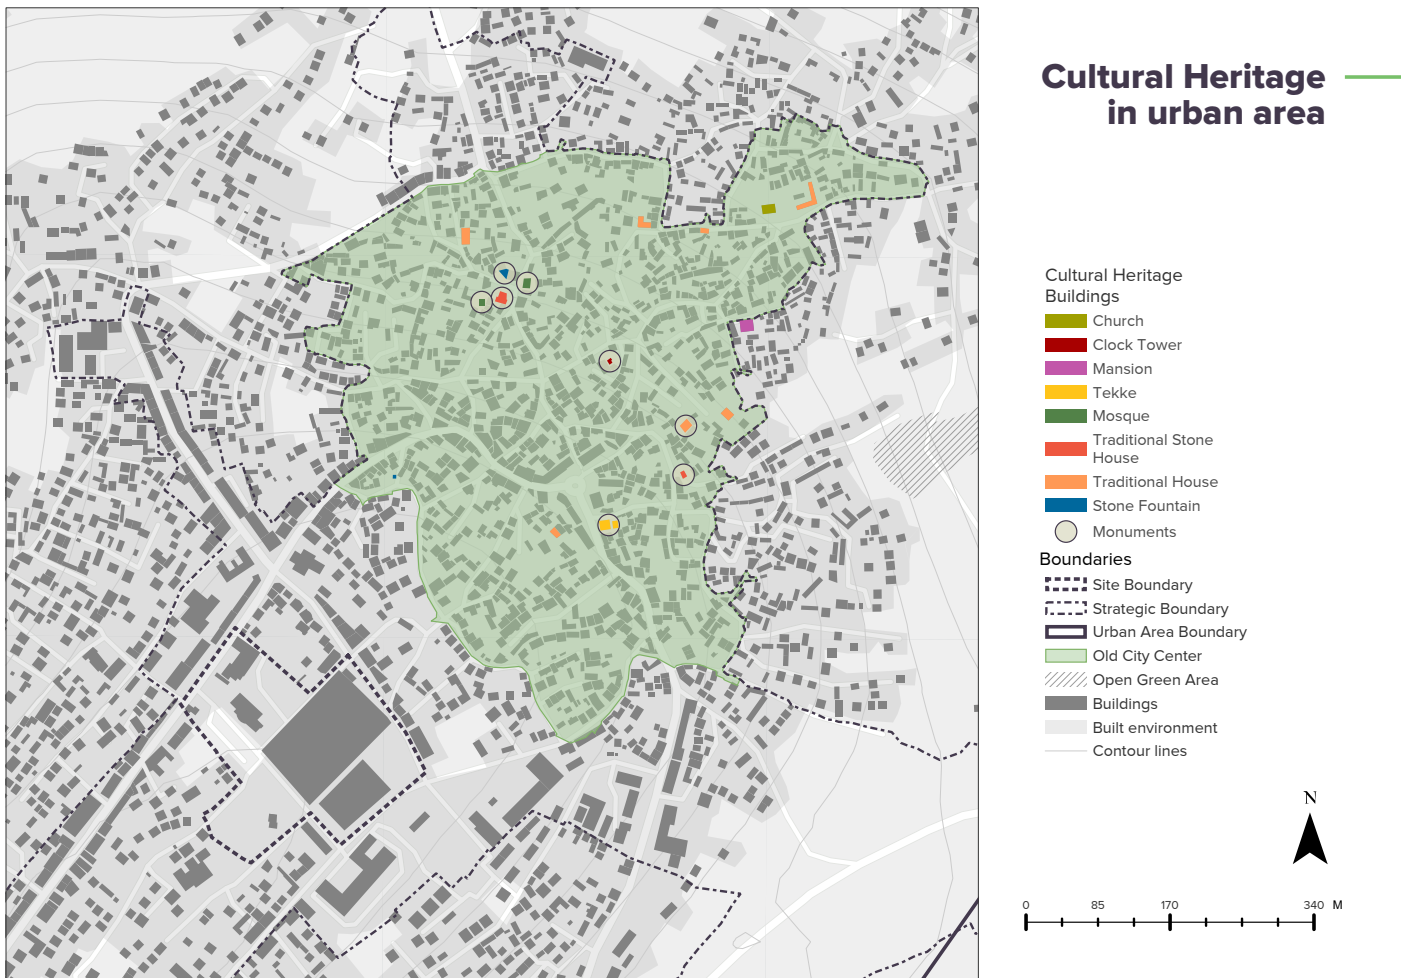 Cultural Heritage
in urban area
Cultural Heritage
Buildings
Church
Clock Tower
Mansion
Tekke
Mosque
Traditional Stone
House
Traditional House
Stone Fountain
Monuments
Boundaries
Site Boundary
Strategic Boundary
Urban Area Boundary
Old City Center
Open Green Area
Buildings
Built environment
Contour lines
N
0 85 170 340 M